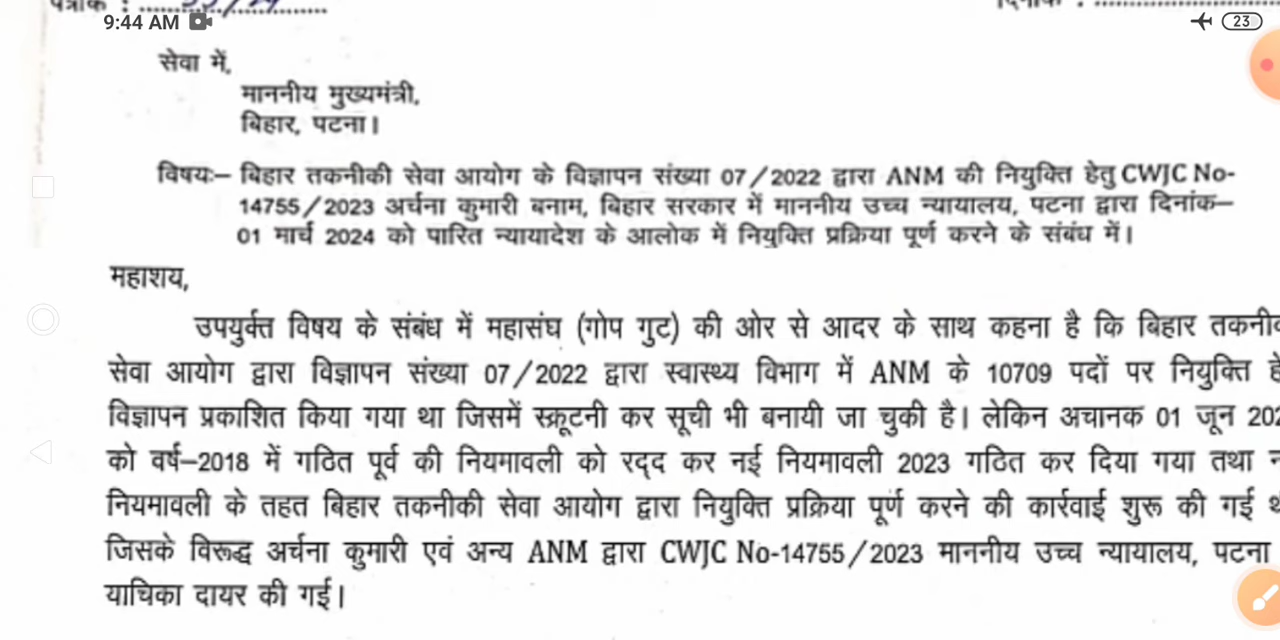 9:44 AM 23
सेवा में,
माननीय मुख्यमंत्री,
बिहार, पटना।
विषयः– बिहार तकनीकी सेवा आयोग के विज्ञापन संख्या 07/2022 द्वारा ANM की नियुक्ति हेतु CWJC No-
14755/2023 अर्चना कुमारी बनाम, बिहार सरकार में माननीय उच्च न्यायालय, पटना द्वारा दिनांक–
01 मार्च 2024 को पारित न्यायादेश के आलोक में नियुक्ति प्रक्रिया पूर्ण करने के संबंध में।
महाशय,
उपर्युक्त विषय के संबंध में महासंघ (गोप गुट) की ओर से आदर के साथ कहना है कि बिहार
सेवा आयोग द्वारा विज्ञापन संख्या 07/2022 द्वारा स्वास्थ्य विभाग में ANM के 10709 पदों पर नियुक्ति
विज्ञापन प्रकाशित किया गया था जिसमें स्क्रूटनी कर सूची भी बनायी जा चुकी है। लेकिन अचानक 01 जून
को वर्ष–2018 में गठित पूर्व की नियमावली को रद्द कर नई नियमावली 2023 गठित कर दिया गया तथा
नियमावली के तहत बिहार तकनीकी सेवा आयोग द्वारा नियुक्ति प्रक्रिया पूर्ण करने की कार्रवाई शुरू की गई
जिसके विरूद्ध अर्चना कुमारी एवं अन्य ANM द्वारा CWJC No-14755/2023 माननीय उच्च न्यायालय, पटना
याचिका दायर की गई।